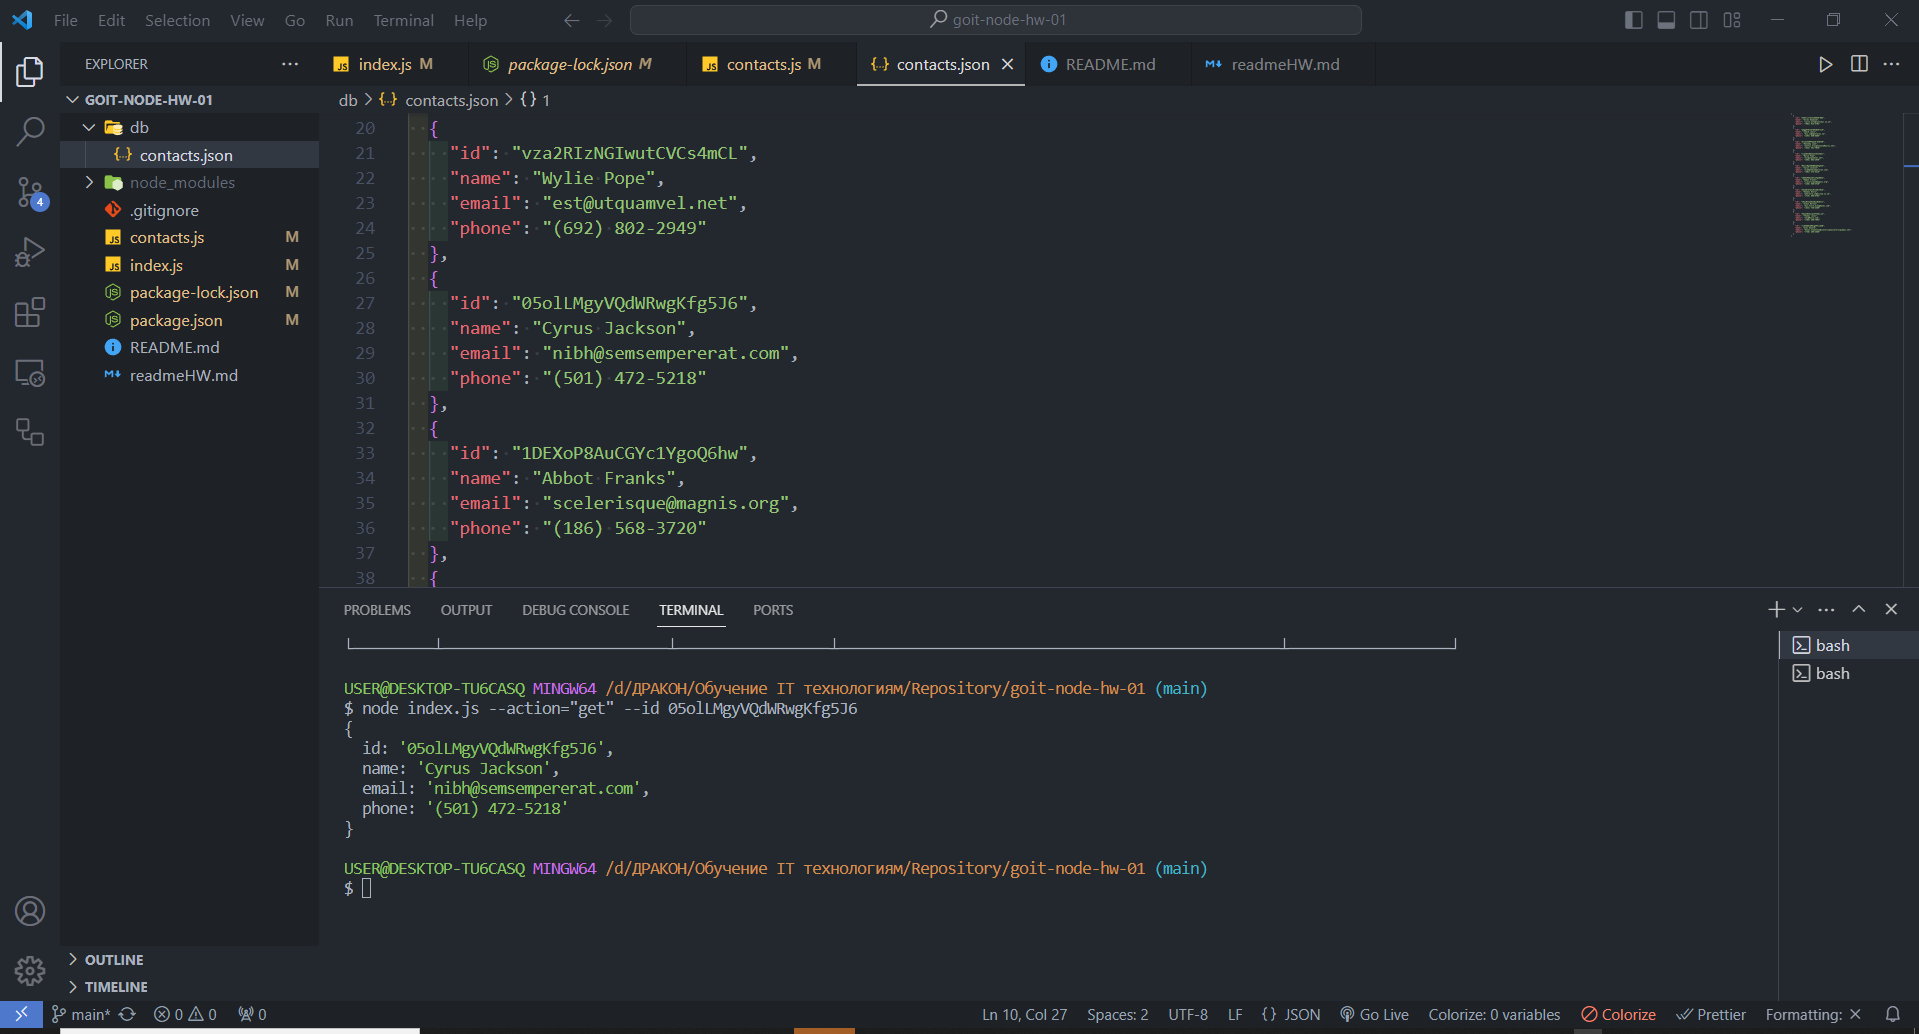 File Edit Selection View Go Run Terminal Help
goit-node-hw-01
EXPLORER
index.js M
package-lock.json M
contacts.js M
contacts.json
README.md
readmeHW.md
GOIT-NODE-HW-01
db
contacts.json
node_modules
.gitignore
contacts.js M
index.js M
package-lock.json M
package.json M
README.md
readmeHW.md
4
db > contacts.json > {} 1
20 {
21 "id": "vza2RIzNGIwutCVCs4mCL",
22 "name": "Wylie Pope",
23 "email": "est@utquamvel.net",
24 "phone": "(692) 802-2949"
25 },
26 {
27 "id": "05olLMgyVQdWRwgKfg5J6",
28 "name": "Cyrus Jackson",
29 "email": "nibh@semsempererat.com",
30 "phone": "(501) 472-5218"
31 },
32 {
33 "id": "1DEXoP8AuCGYc1YgoQ6hw",
34 "name": "Abbot Franks",
35 "email": "scelerisque@magnis.org",
36 "phone": "(186) 568-3720"
37 },
38 {
PROBLEMS OUTPUT DEBUG CONSOLE TERMINAL PORTS
bash
bash
USER@DESKTOP-TU6CASQ MINGW64 /d/ДРАКОН/Обучение IT технологиям/Repository/goit-node-hw-01 (main)
$ node index.js --action="get" --id 05olLMgyVQdWRwgKfg5J6
{
id: '05olLMgyVQdWRwgKfg5J6',
name: 'Cyrus Jackson',
email: 'nibh@semsempererat.com',
phone: '(501) 472-5218'
}
USER@DESKTOP-TU6CASQ MINGW64 /d/ДРАКОН/Обучение IT технологиям/Repository/goit-node-hw-01 (main)
$
OUTLINE
TIMELINE
main* 0 0 0 Ln 10, Col 27 Spaces: 2 UTF-8 LF {} JSON Go Live Colorize: 0 variables Colorize Prettier Formatting: ×